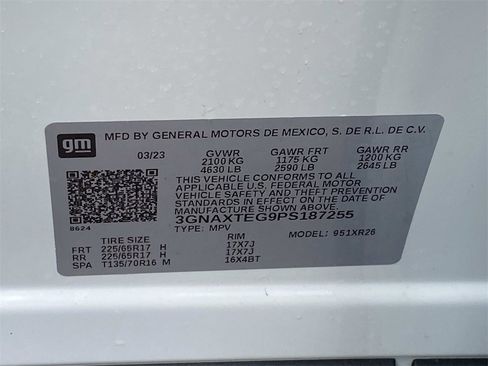 gm
MFD BY GENERAL MOTORS DE MEXICO, S. DE R.L. DE C.V.
03/23 GVWR GAWR FRT GAWR RR
2100 KG 1175 KG 1200 KG
4630 LB 2590 LB 2645 LB
THIS VEHICLE CONFORMS TO ALL
APPLICABLE U.S. FEDERAL MOTOR
VEHICLE SAFETY AND THEFT PREVENTION
STANDARDS IN EFFECT ON THE DATE OF
MANUFACTURE SHOWN ABOVE.
3GNAXTEG9PS187255
8624 TYPE: MPV MODEL: 951XR26
TIRE SIZE RIM
FRT 225/65R17 H 17X7J
RR 225/65R17 H 17X7J
SPA T135/70R16 M 16X4BT